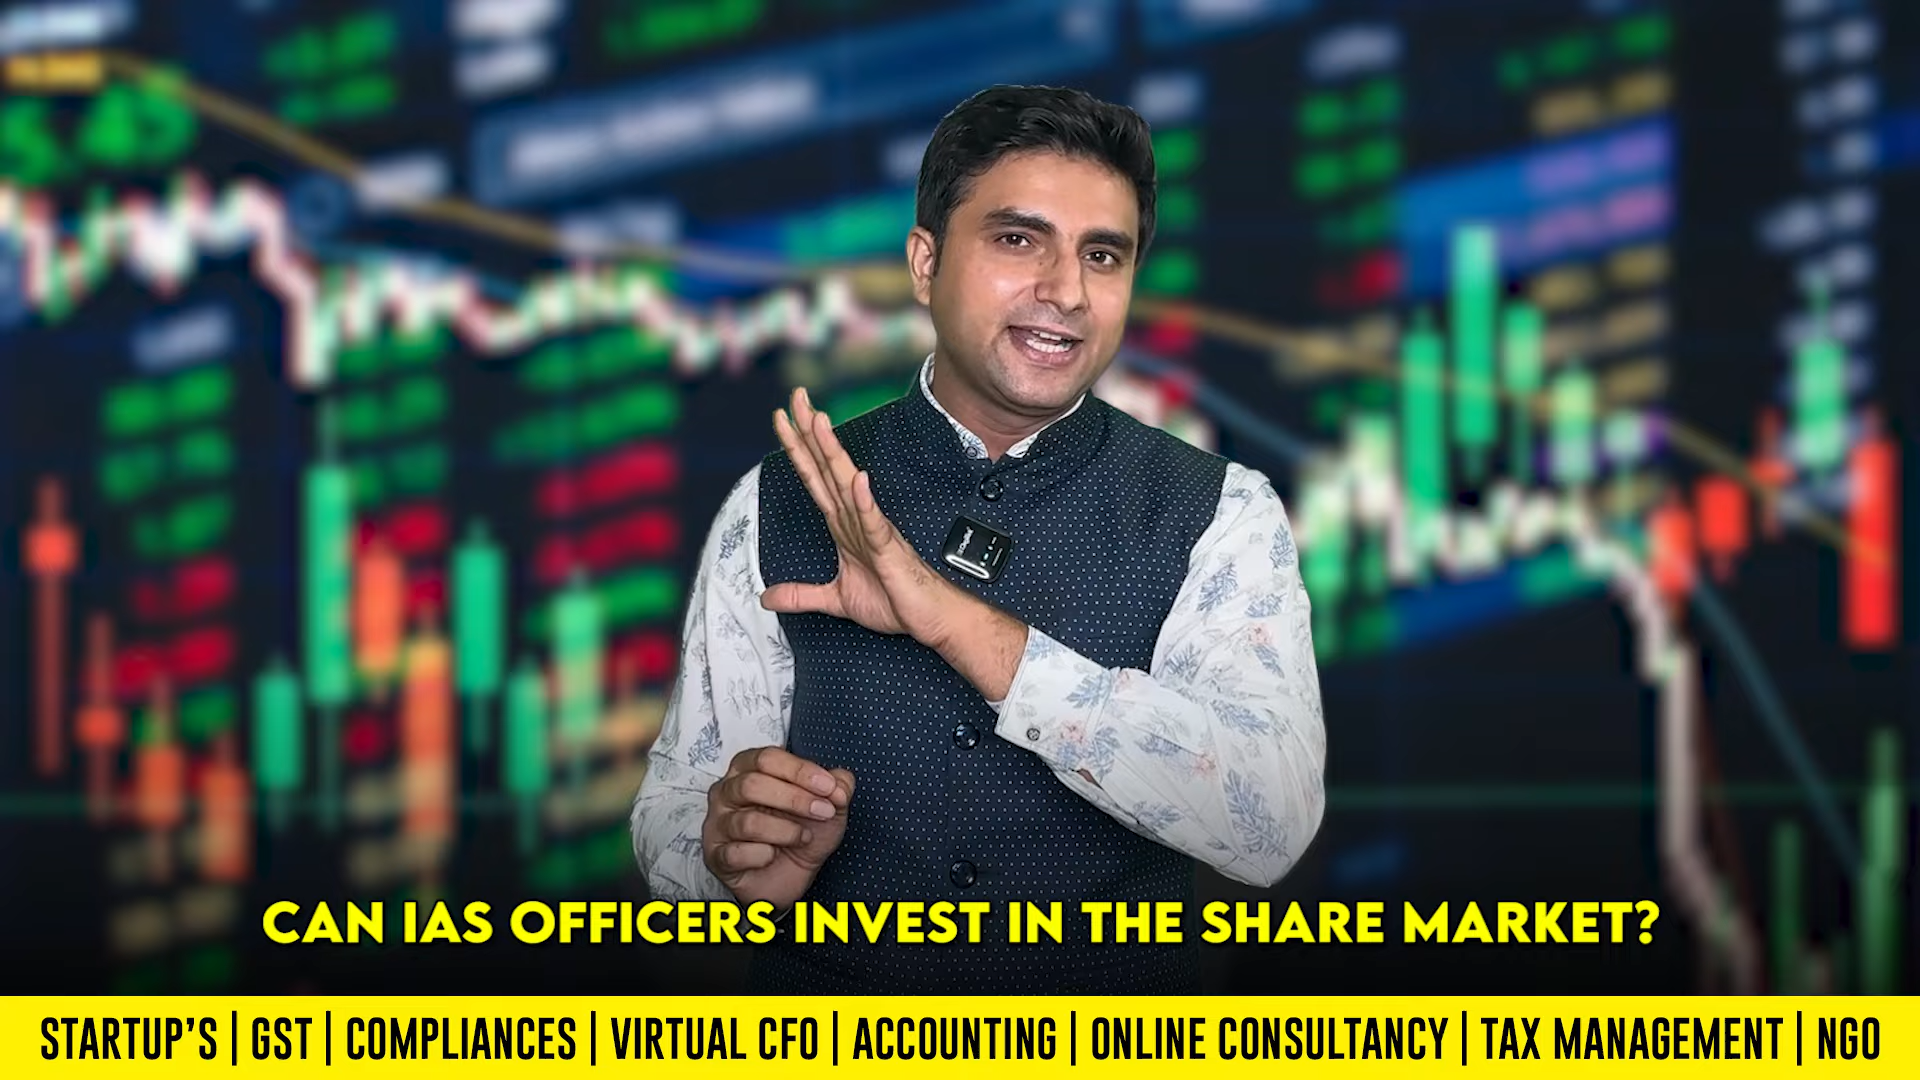 CAN IAS OFFICERS INVEST IN THE SHARE MARKET?
STARTUP'S | GST | COMPLIANCES | VIRTUAL CFO | ACCOUNTING | ONLINE CONSULTANCY | TAX MANAGEMENT | NGO